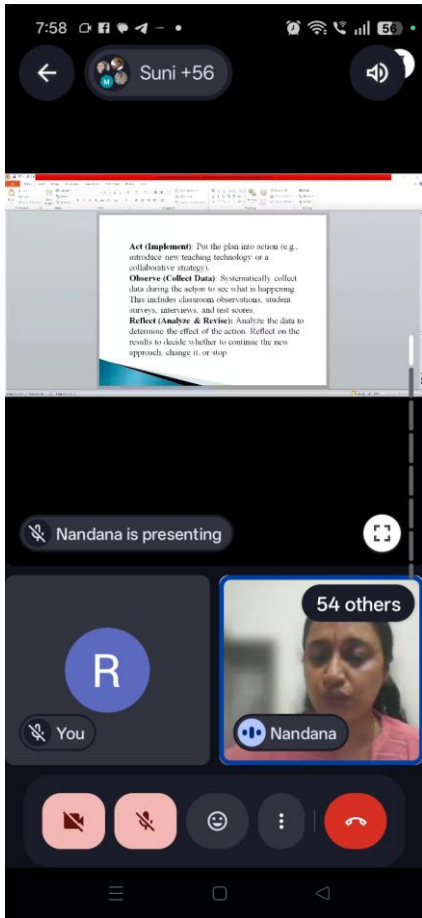 7:58
56
Suni +56
M
Act (Implement): Put the plan into action (e.g.,
introduce new teaching technology or a
collaborative strategy).
Observe (Collect Data): Systematically collect
data during the action to see what is happening.
This includes classroom observations, student
surveys, interviews, and test scores.
Reflect (Analyze & Revise): Analyze the data to
determine the effect of the action. Reflect on the
results to decide whether to continue the new
approach, change it, or stop
Nandana is presenting
54 others
R
You
Nandana